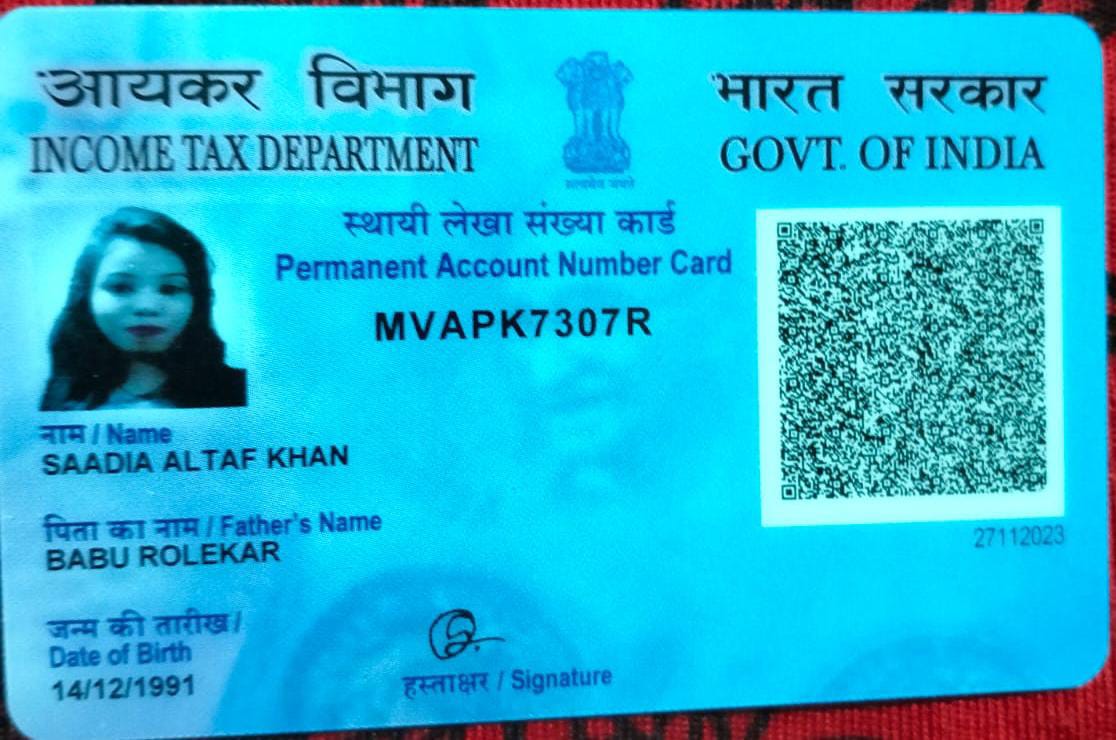 आयकर विभाग
INCOME TAX DEPARTMENT
भारत सरकार
GOVT. OF INDIA
सत्यमेव जयते
स्थायी लेखा संख्या कार्ड
Permanent Account Number Card
MVAPK7307R
नाम / Name
SAADIA ALTAF KHAN
पिता का नाम / Father's Name
BABU ROLEKAR
27112023
जन्म की तारीख /
Date of Birth
14/12/1991
हस्ताक्षर / Signature